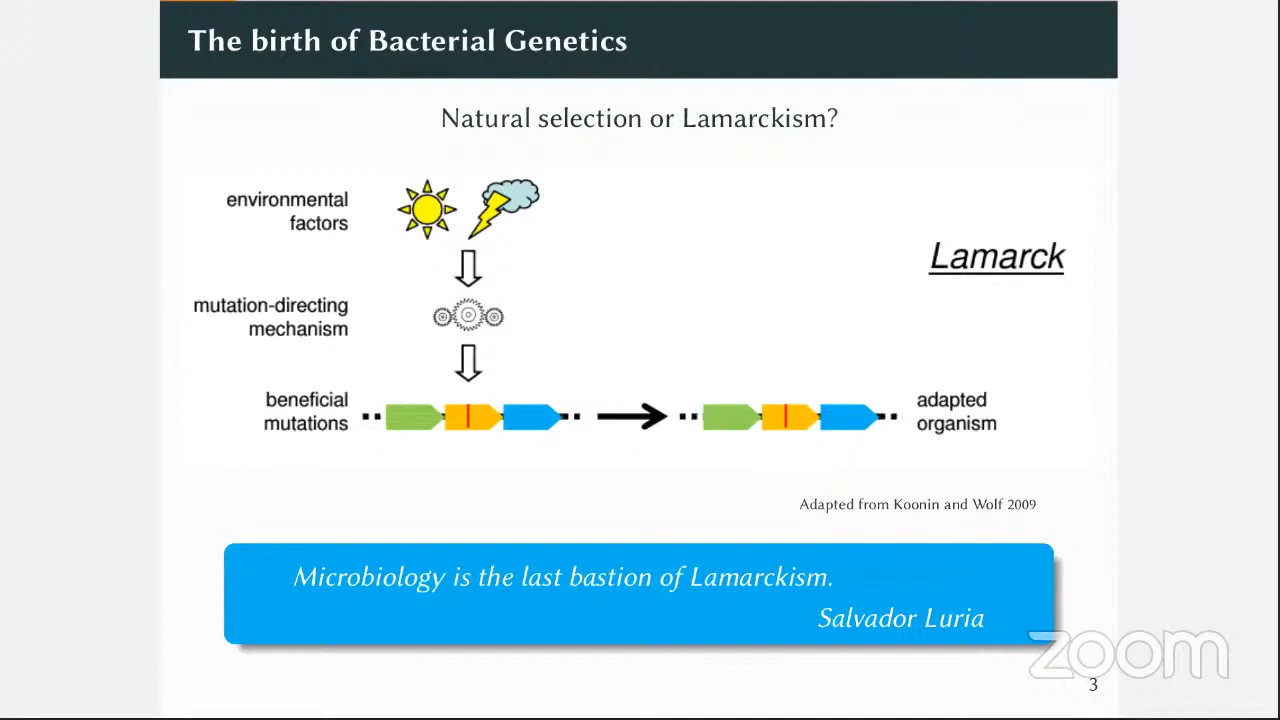 The birth of Bacterial Genetics
Natural selection or Lamarckism?
environmental
factors
Lamarck
mutation-directing
mechanism
beneficial
mutations
adapted
organism
Adapted from Koonin and Wolf 2009
Microbiology is the last bastion of Lamarckism.
Salvador Luria
zoom
3